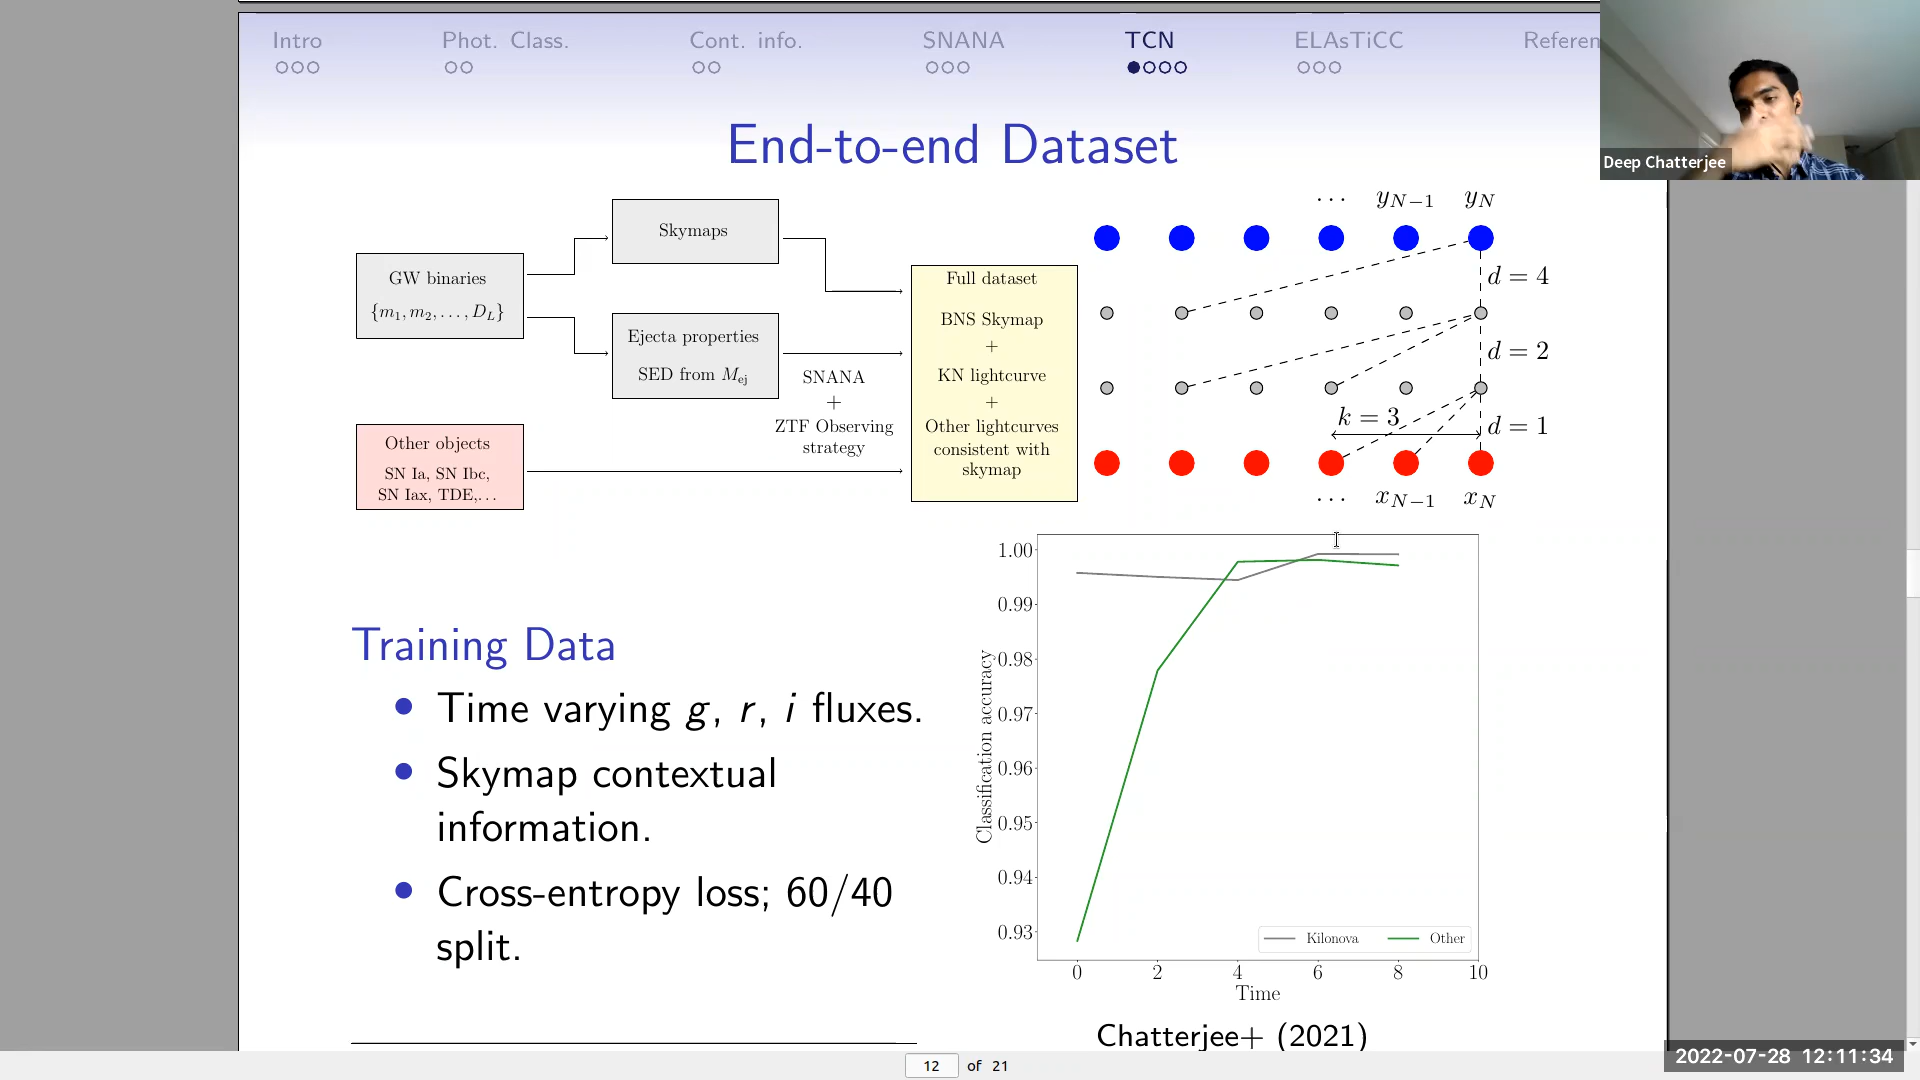 Intro Phot. Class. Cont. info. SNANA TCN ELAsTiCC Referen
Deep Chatterjee
End-to-end Dataset
GW binaries
{m₁, m₂, . . . , D_L}
Skymaps
Ejecta properties
SED from M_ej
Other objects
SN Ia, SN Ibc,
SN Iax, TDE,. . .
SNANA
+
ZTF Observing
strategy
Full dataset
BNS Skymap
+
KN lightcurve
+
Other lightcurves
consistent with
skymap
· · · y_{N−1} y_N
d = 4
d = 2
k = 3
d = 1
· · · x_{N−1} x_N
Training Data
• Time varying g, r, i fluxes.
• Skymap contextual
information.
• Cross-entropy loss; 60/40
split.
Classification accuracy
1.00
0.99
0.98
0.97
0.96
0.95
0.94
0.93
Kilonova Other
0 2 4 6 8 10
Time
Chatterjee+ (2021)
12 of 21
2022-07-28 12:11:34